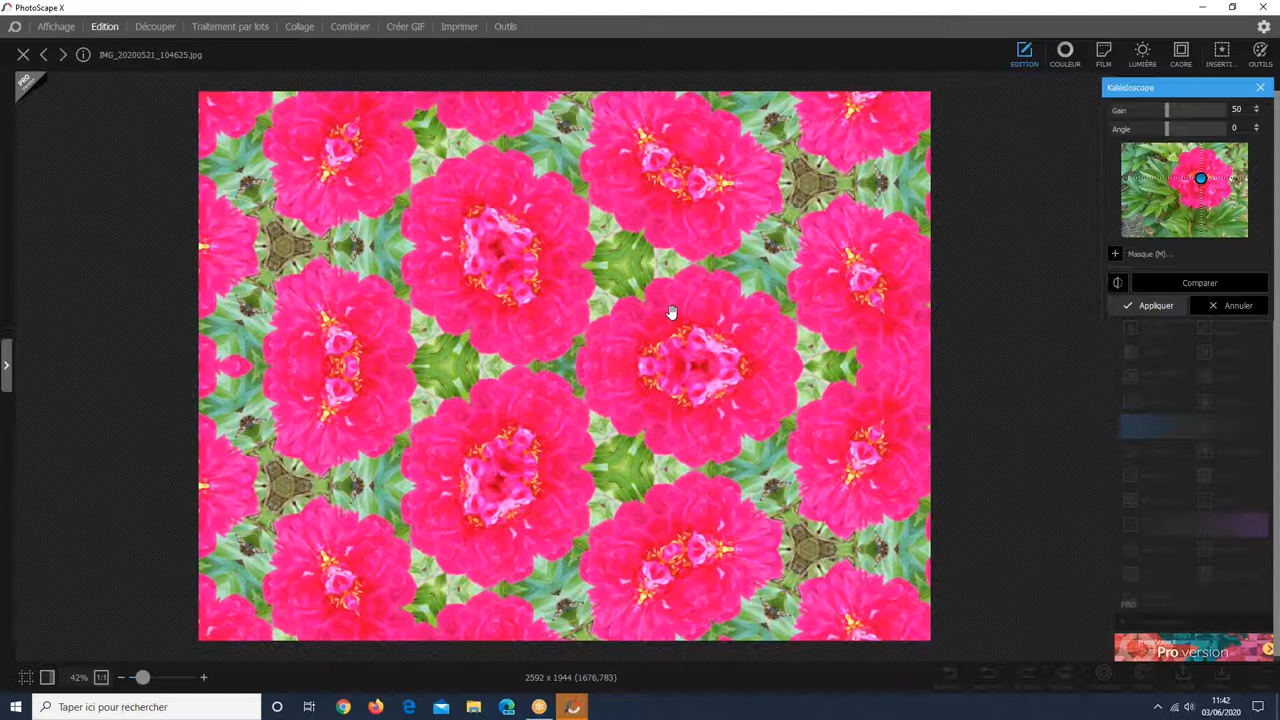 PhotoScape X
Affichage Edition Découper Traitement par lots Collage Combiner Créer GIF Imprimer Outils
IMG_20200521_104625.jpg
EDITION COULEUR FILM LUMIÈRE CADRE INSERTI... OUTILS
PRO
Kaléidoscope
Gain 50
Angle 0
Masque (M)...
Comparer
Appliquer Annuler
PRO
PhotoScape X
Pro version
42% 1:1 2592 x 1944 (1676,783)
Taper ici pour rechercher
11:42
03/06/2020